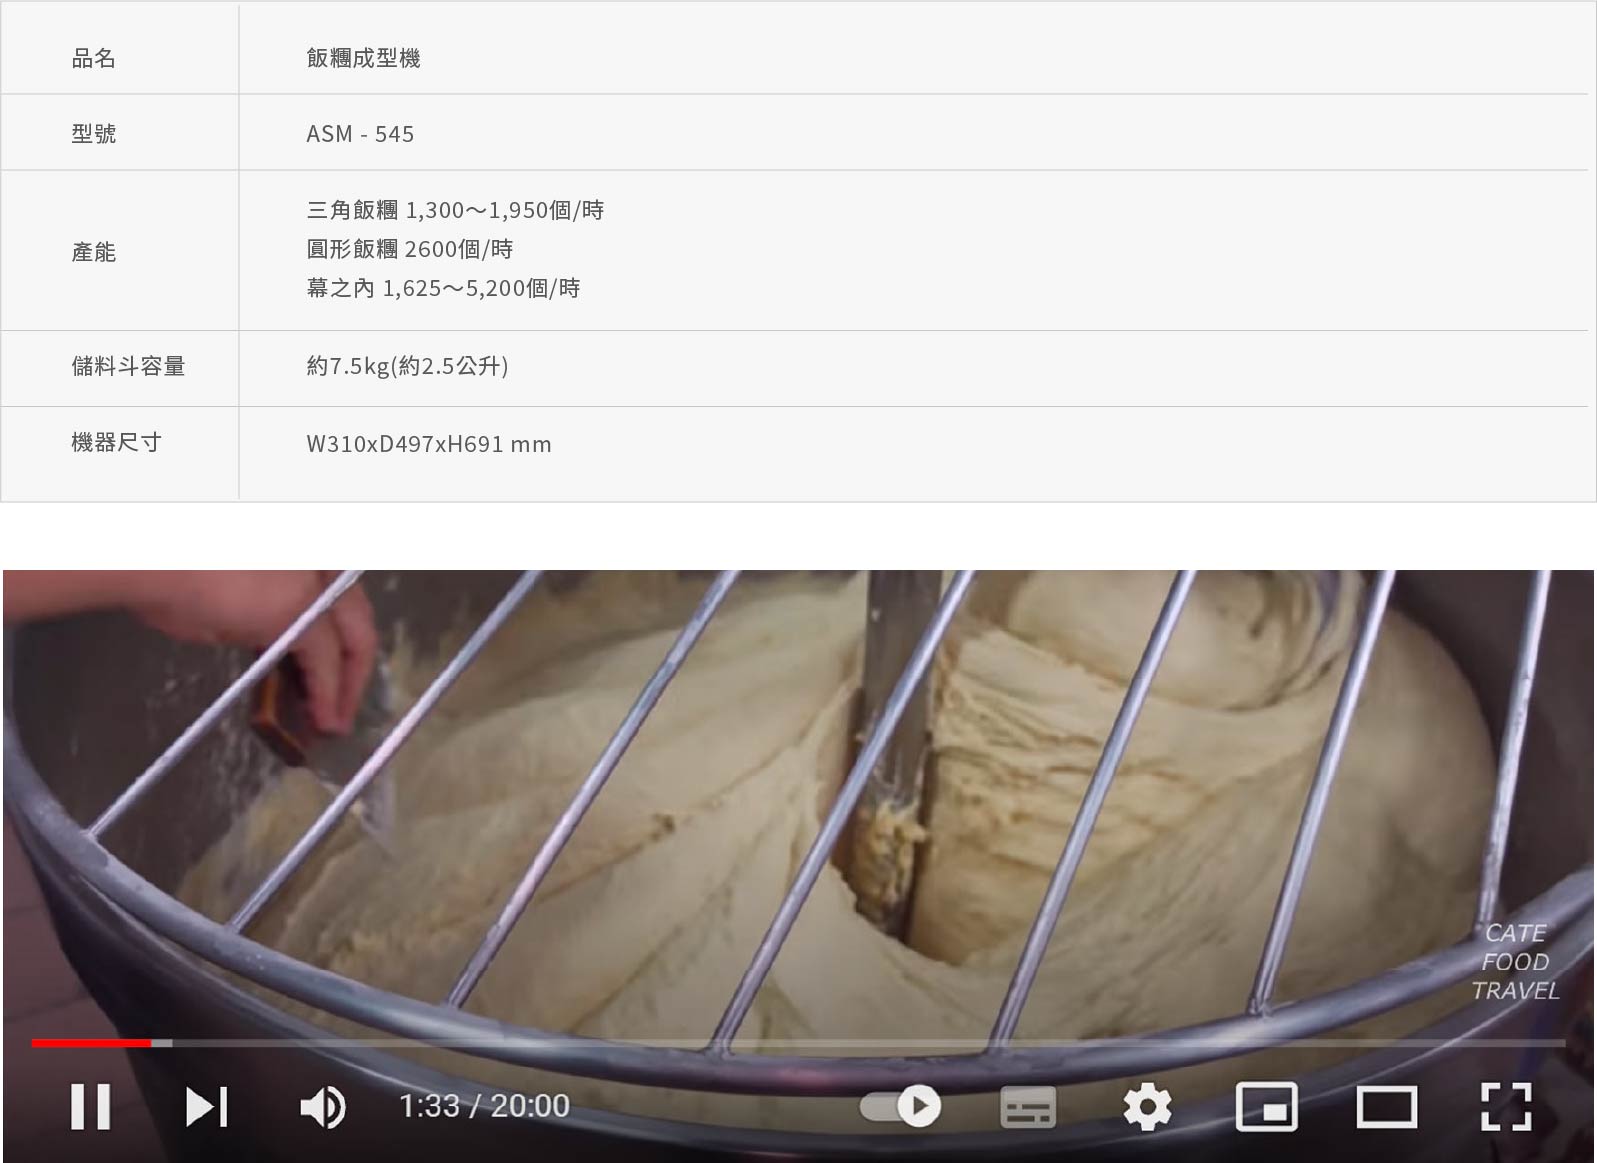 品名
飯糰成型機
型號
ASM - 545
產能
三角飯糰 1,300～1,950個/時
圓形飯糰 2600個/時
幕之內 1,625～5,200個/時
儲料斗容量
約7.5kg(約2.5公升)
機器尺寸
W310xD497xH691 mm
CATE
FOOD
TRAVEL
1:33 / 20:00